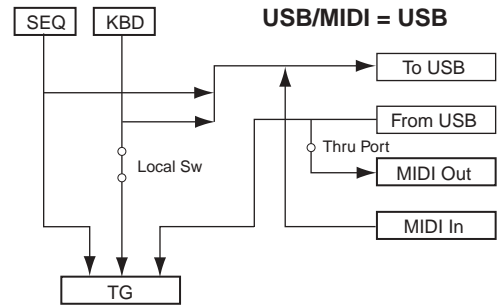 SEQ
KBD
USB/MIDI = USB
To USB
From USB
Thru Port
Local Sw
MIDI Out
MIDI In
TG